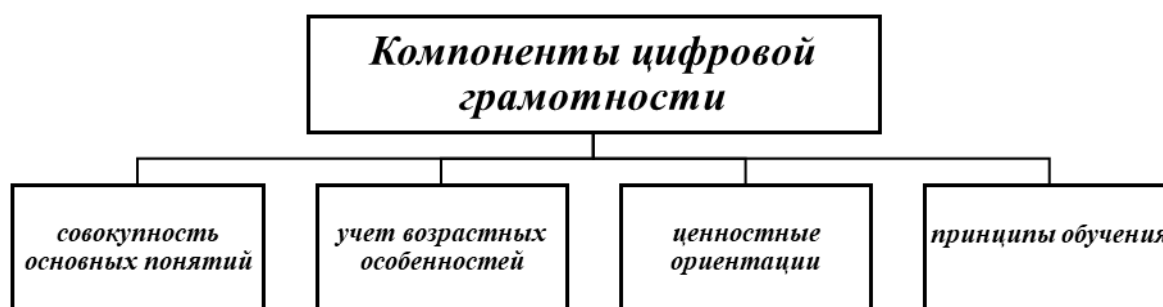 Компоненты цифровой
грамотности
совокупность
основных понятий
учет возрастных
особенностей
ценностные
ориентации
принципы обучения